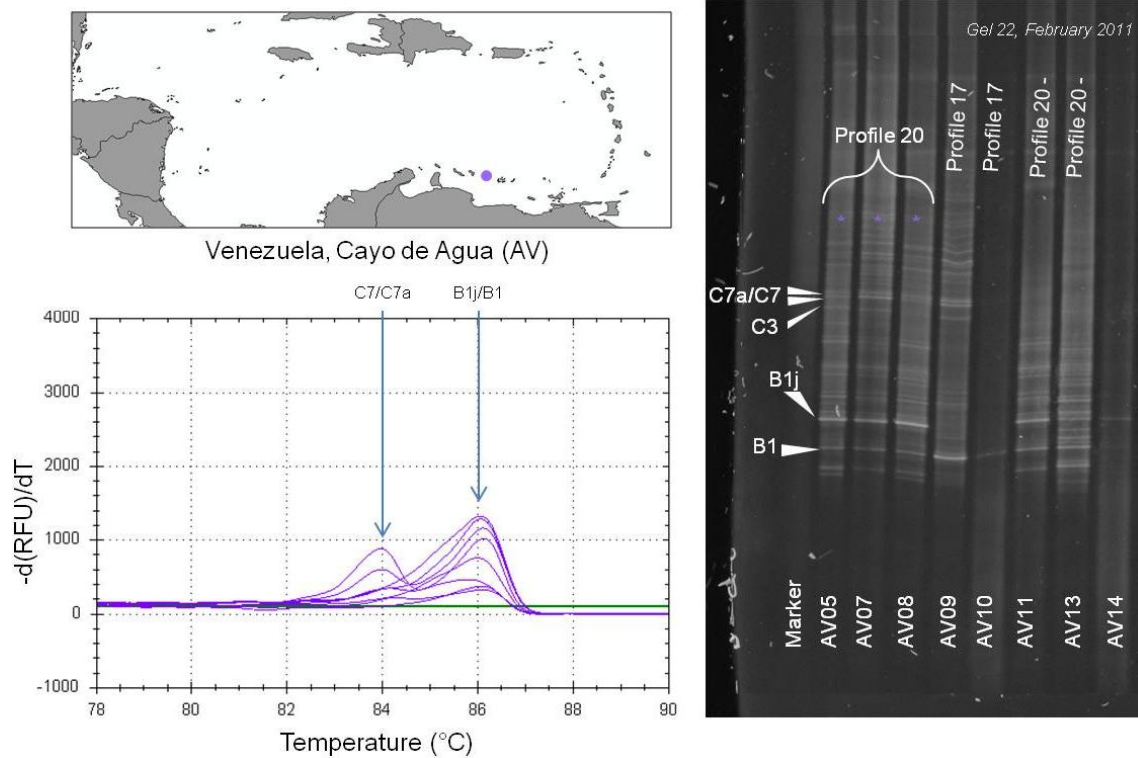 Venezuela, Cayo de Agua (AV)
C7/C7a
B1j/B1
4000
3000
2000
1000
0
-1000
-d(RFU)/dT
78
80
82
84
86
88
90
Temperature (°C)
Gel 22, February 2011
Profile 20
Profile 17
Profile 17
Profile 20 -
Profile 20 -
* * *
C7a/C7
C3
B1j
B1
Marker
AV05
AV07
AV08
AV09
AV10
AV11
AV13
AV14